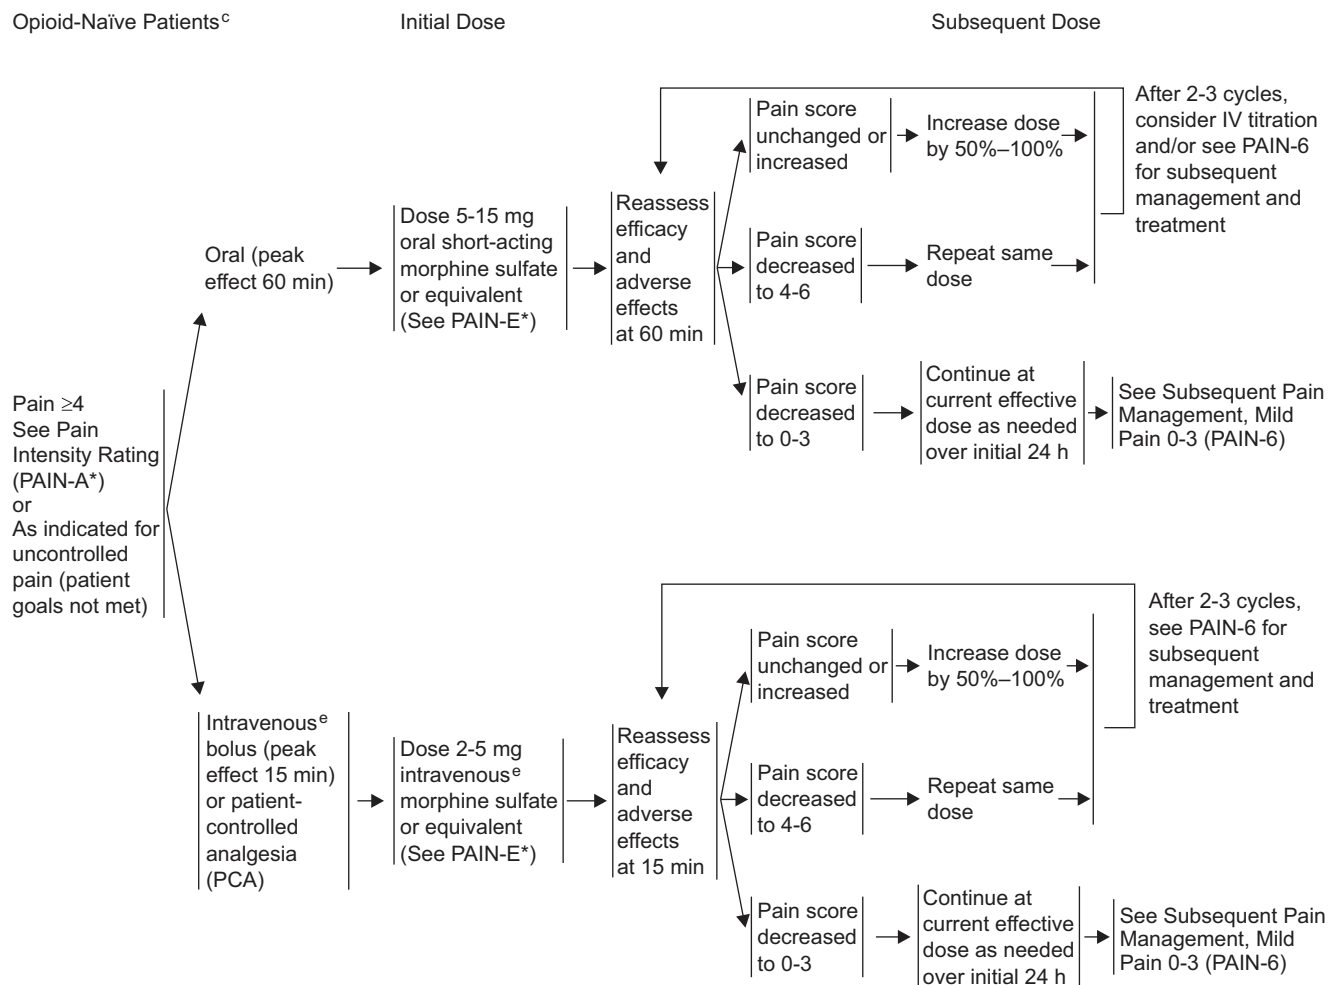 Opioid-Naïve Patients c
Initial Dose
Subsequent Dose
Pain ≥4
See Pain
Intensity Rating
(PAIN-A*)
or
As indicated for
uncontrolled
pain (patient
goals not met)
Oral (peak
effect 60 min)
Dose 5-15 mg
oral short-acting
morphine sulfate
or equivalent
(See PAIN-E*)
Reassess
efficacy
and
adverse
effects
at 60 min
Pain score
unchanged or
increased
Increase dose
by 50%–100%
Pain score
decreased
to 4-6
Repeat same
dose
After 2-3 cycles,
consider IV titration
and/or see PAIN-6
for subsequent
management and
treatment
Pain score
decreased
to 0-3
Continue at
current effective
dose as needed
over initial 24 h
See Subsequent Pain
Management, Mild
Pain 0-3 (PAIN-6)
Intravenous e
bolus (peak
effect 15 min)
or patient-
controlled
analgesia
(PCA)
Dose 2-5 mg
intravenous e
morphine sulfate
or equivalent
(See PAIN-E*)
Reassess
efficacy
and
adverse
effects
at 15 min
Pain score
unchanged or
increased
Increase dose
by 50%–100%
Pain score
decreased
to 4-6
Repeat same
dose
After 2-3 cycles,
see PAIN-6 for
subsequent
management and
treatment
Pain score
decreased
to 0-3
Continue at
current effective
dose as needed
over initial 24 h
See Subsequent Pain
Management, Mild
Pain 0-3 (PAIN-6)